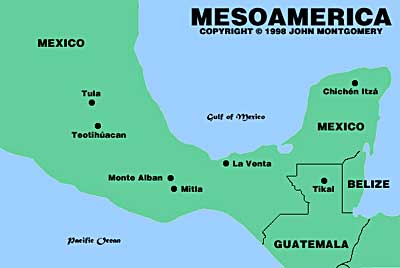 MESOAMERICA
COPYRIGHT © 1998 JOHN MONTGOMERY
MEXICO
Tula
Teotihúacan
Gulf of Mexico
Chichén Itzá
MEXICO
La Venta
Monte Alban
Mitla
Tikal
BELIZE
Pacific Ocean
GUATEMALA